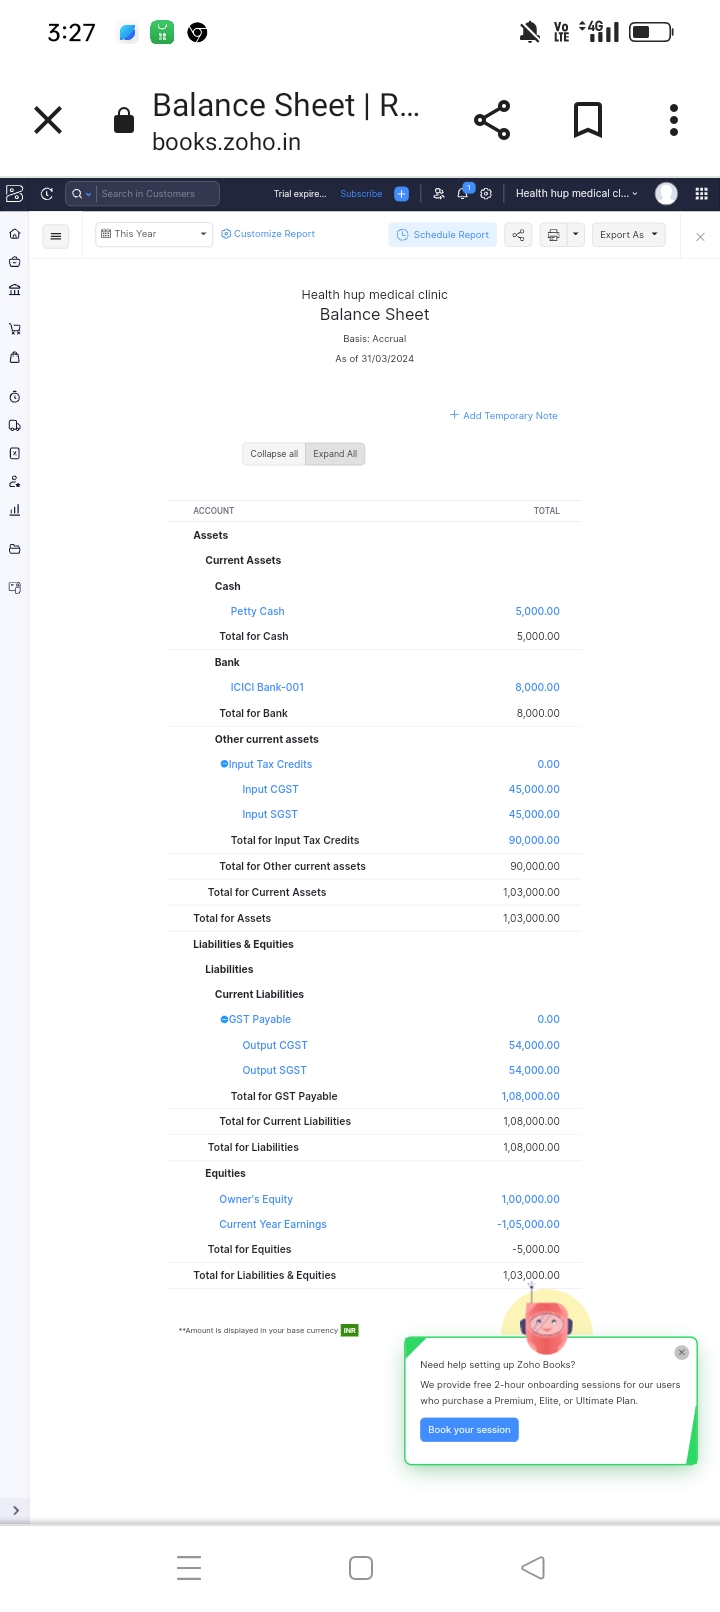 3:27 Vo LTE 4G
Balance Sheet | R...
books.zoho.in
Search in Customers Trial expire... Subscribe 1 Health hup medical cl...
This Year Customize Report Schedule Report Export As
Health hup medical clinic
Balance Sheet
Basis: Accrual
As of 31/03/2024
+ Add Temporary Note
Collapse all Expand All
ACCOUNT TOTAL
Assets
Current Assets
Cash
Petty Cash 5,000.00
Total for Cash 5,000.00
Bank
ICICI Bank-001 8,000.00
Total for Bank 8,000.00
Other current assets
Input Tax Credits 0.00
Input CGST 45,000.00
Input SGST 45,000.00
Total for Input Tax Credits 90,000.00
Total for Other current assets 90,000.00
Total for Current Assets 1,03,000.00
Total for Assets 1,03,000.00
Liabilities & Equities
Liabilities
Current Liabilities
GST Payable 0.00
Output CGST 54,000.00
Output SGST 54,000.00
Total for GST Payable 1,08,000.00
Total for Current Liabilities 1,08,000.00
Total for Liabilities 1,08,000.00
Equities
Owner's Equity 1,00,000.00
Current Year Earnings -1,05,000.00
Total for Equities -5,000.00
Total for Liabilities & Equities 1,03,000.00
**Amount is displayed in your base currency INR
Need help setting up Zoho Books?
We provide free 2-hour onboarding sessions for our users
who purchase a Premium, Elite, or Ultimate Plan.
Book your session